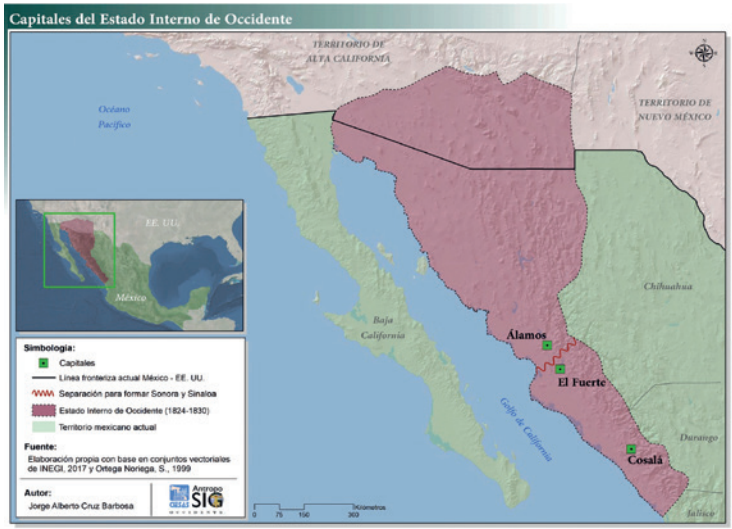 Capitales del Estado Interno de Occidente
TERRITORIO DE
ALTA CALIFORNIA
TERRITORIO DE
NUEVO MÉXICO
Océano
Pacífico
EE. UU.
México
Chihuahua
Baja
California
Álamos
El Fuerte
Golfo de California
Durango
Cosalá
Jalisco
Simbología:
Capitales
Línea fronteriza actual México - EE. UU.
Separación para formar Sonora y Sinaloa
Estado Interno de Occidente (1824-1830)
Territorio mexicano actual
Fuente:
Elaboración propia con base en conjuntos vectoriales
de INEGI, 2017 y Ortega Noriega, S., 1999
Autor:
Jorge Alberto Cruz Barbosa
CIESAS
Antropo
SIG
OCCIDENTE
Kilómetros
0 75 150 300